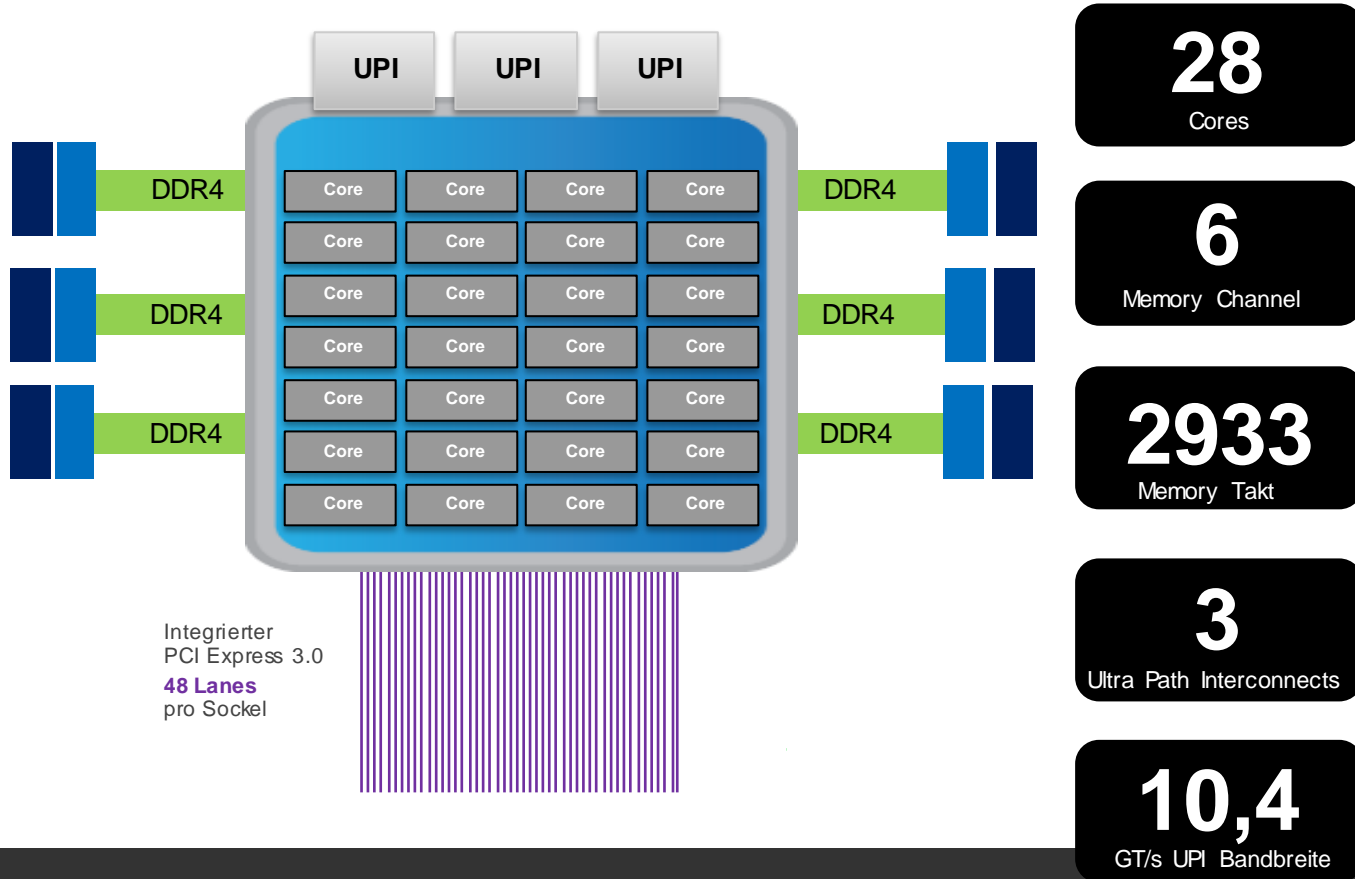 UPI UPI UPI
DDR4 DDR4
Core Core Core Core
Core Core Core Core
DDR4 DDR4
Core Core Core Core
Core Core Core Core
DDR4 DDR4
Core Core Core Core
Core Core Core Core
Core Core Core Core
Integrierter
PCI Express 3.0
48 Lanes
pro Sockel
28
Cores
6
Memory Channel
2933
Memory Takt
3
Ultra Path Interconnects
10,4
GT/s UPI Bandbreite